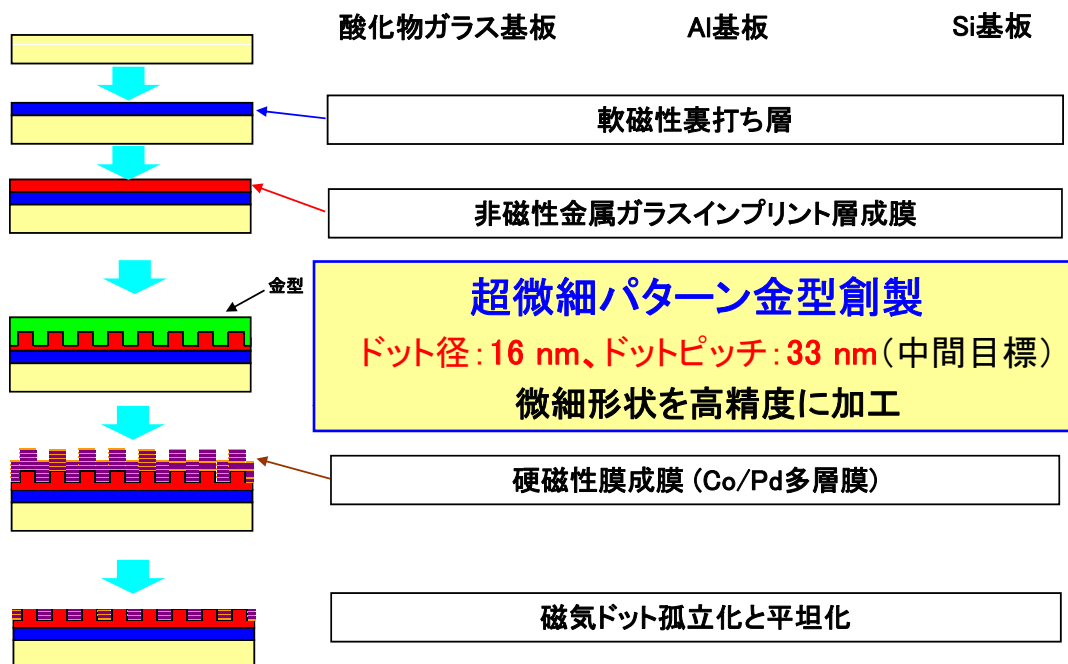 酸化物ガラス基板 Al基板 Si基板
軟磁性裏打ち層
非磁性金属ガラスインプリント層成膜
金型
超微細パターン金型創製
ドット径：16 nm、ドットピッチ：33 nm（中間目標）
微細形状を高精度に加工
硬磁性膜成膜 (Co/Pd多層膜)
磁気ドット孤立化と平坦化